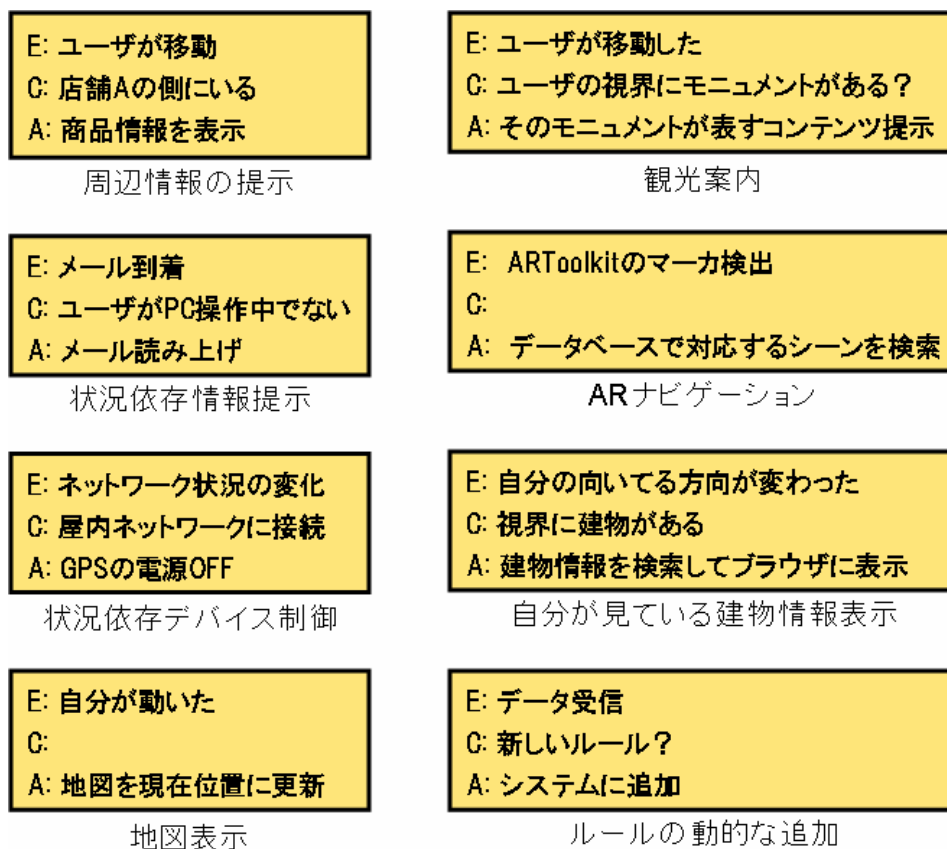 E: ユーザが移動
C: 店舗Aの側にいる
A: 商品情報を表示
周辺情報の提示
E: ユーザが移動した
C: ユーザの視界にモニュメントがある？
A: そのモニュメントが表すコンテンツ提示
観光案内
E: メール到着
C: ユーザがPC操作中でない
A: メール読み上げ
状況依存情報提示
E: ARToolkitのマーカ検出
C:
A: データベースで対応するシーンを検索
ARナビゲーション
E: ネットワーク状況の変化
C: 屋内ネットワークに接続
A: GPSの電源OFF
状況依存デバイス制御
E: 自分の向いてる方向が変わった
C: 視界に建物がある
A: 建物情報を検索してブラウザに表示
自分が見ている建物情報表示
E: 自分が動いた
C:
A: 地図を現在位置に更新
地図表示
E: データ受信
C: 新しいルール？
A: システムに追加
ルールの動的な追加